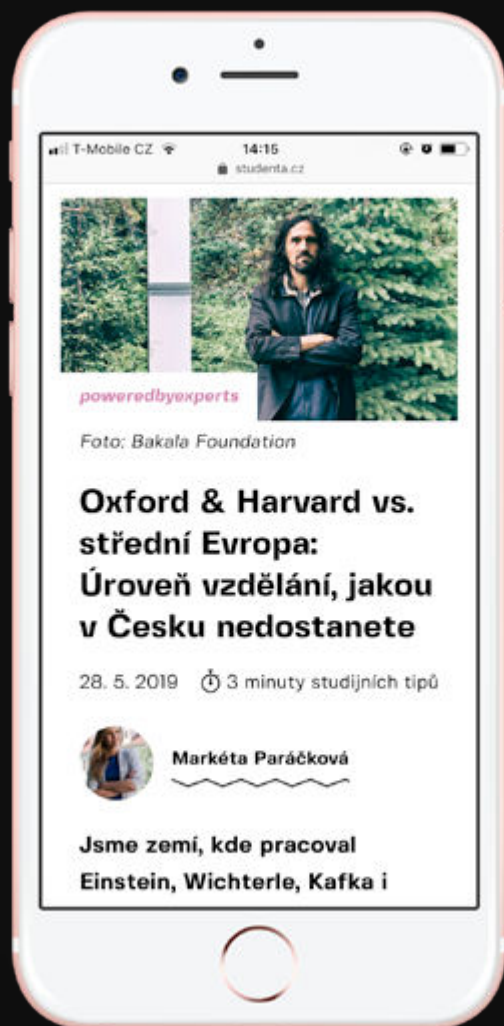 T-Mobile CZ 14:15
studenta.cz
poweredbyexperts
Foto: Bakala Foundation
Oxford & Harvard vs.
střední Evropa:
Úroveň vzdělání, jakou
v Česku nedostanete
28. 5. 2019 3 minuty studijních tipů
Markéta Paráčková
Jsme zemí, kde pracoval
Einstein, Wichterle, Kafka i